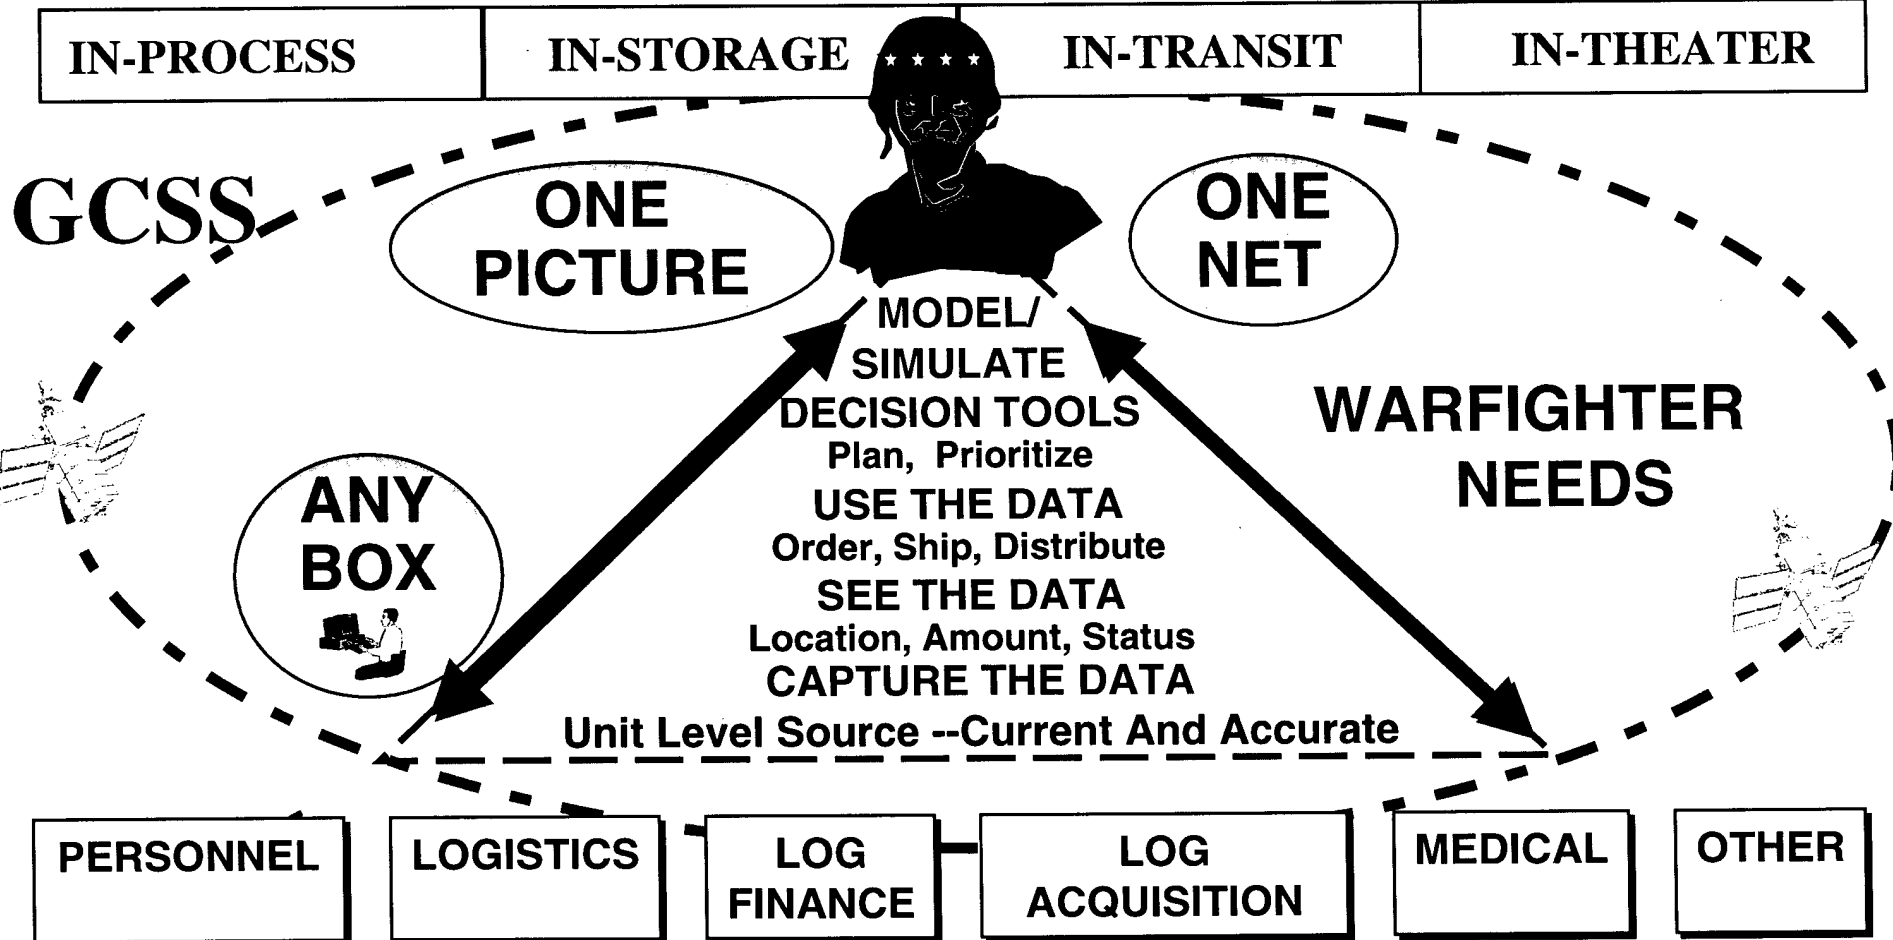 IN-PROCESS
IN-STORAGE
IN-TRANSIT
IN-THEATER
GCSS
ONE
PICTURE
ONE
NET
MODEL/
SIMULATE
DECISION TOOLS
Plan, Prioritize
USE THE DATA
Order, Ship, Distribute
SEE THE DATA
Location, Amount, Status
CAPTURE THE DATA
Unit Level Source --Current And Accurate
WARFIGHTER
NEEDS
ANY
BOX
PERSONNEL
LOGISTICS
LOG
FINANCE
LOG
ACQUISITION
MEDICAL
OTHER